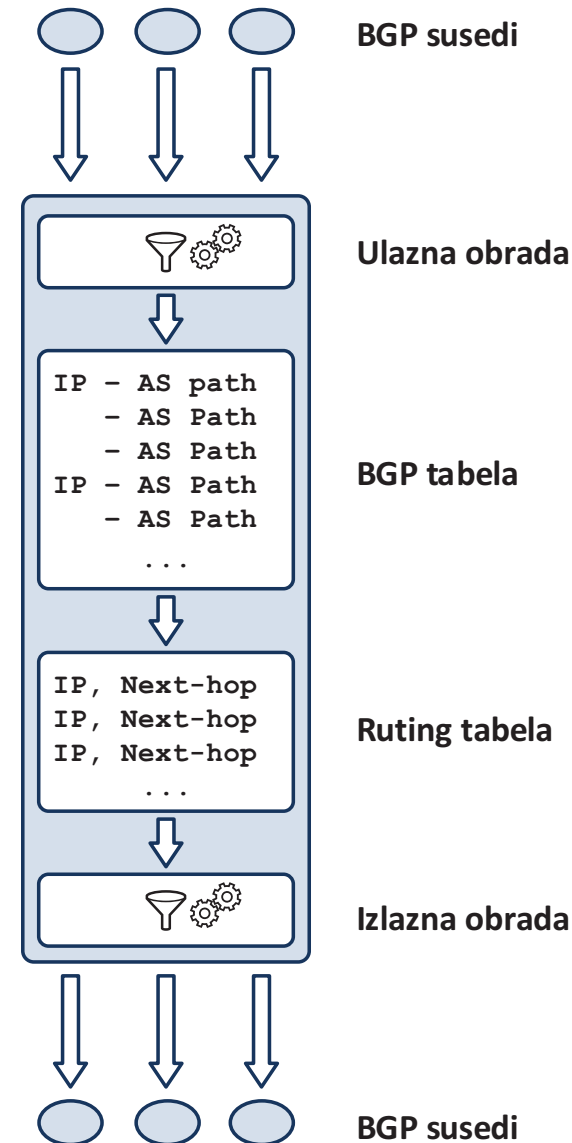 BGP susedi
Ulazna obrada
IP – AS path
– AS Path
– AS Path
IP – AS Path
– AS Path
...
BGP tabela
IP, Next-hop
IP, Next-hop
IP, Next-hop
...
Ruting tabela
Izlazna obrada
BGP susedi